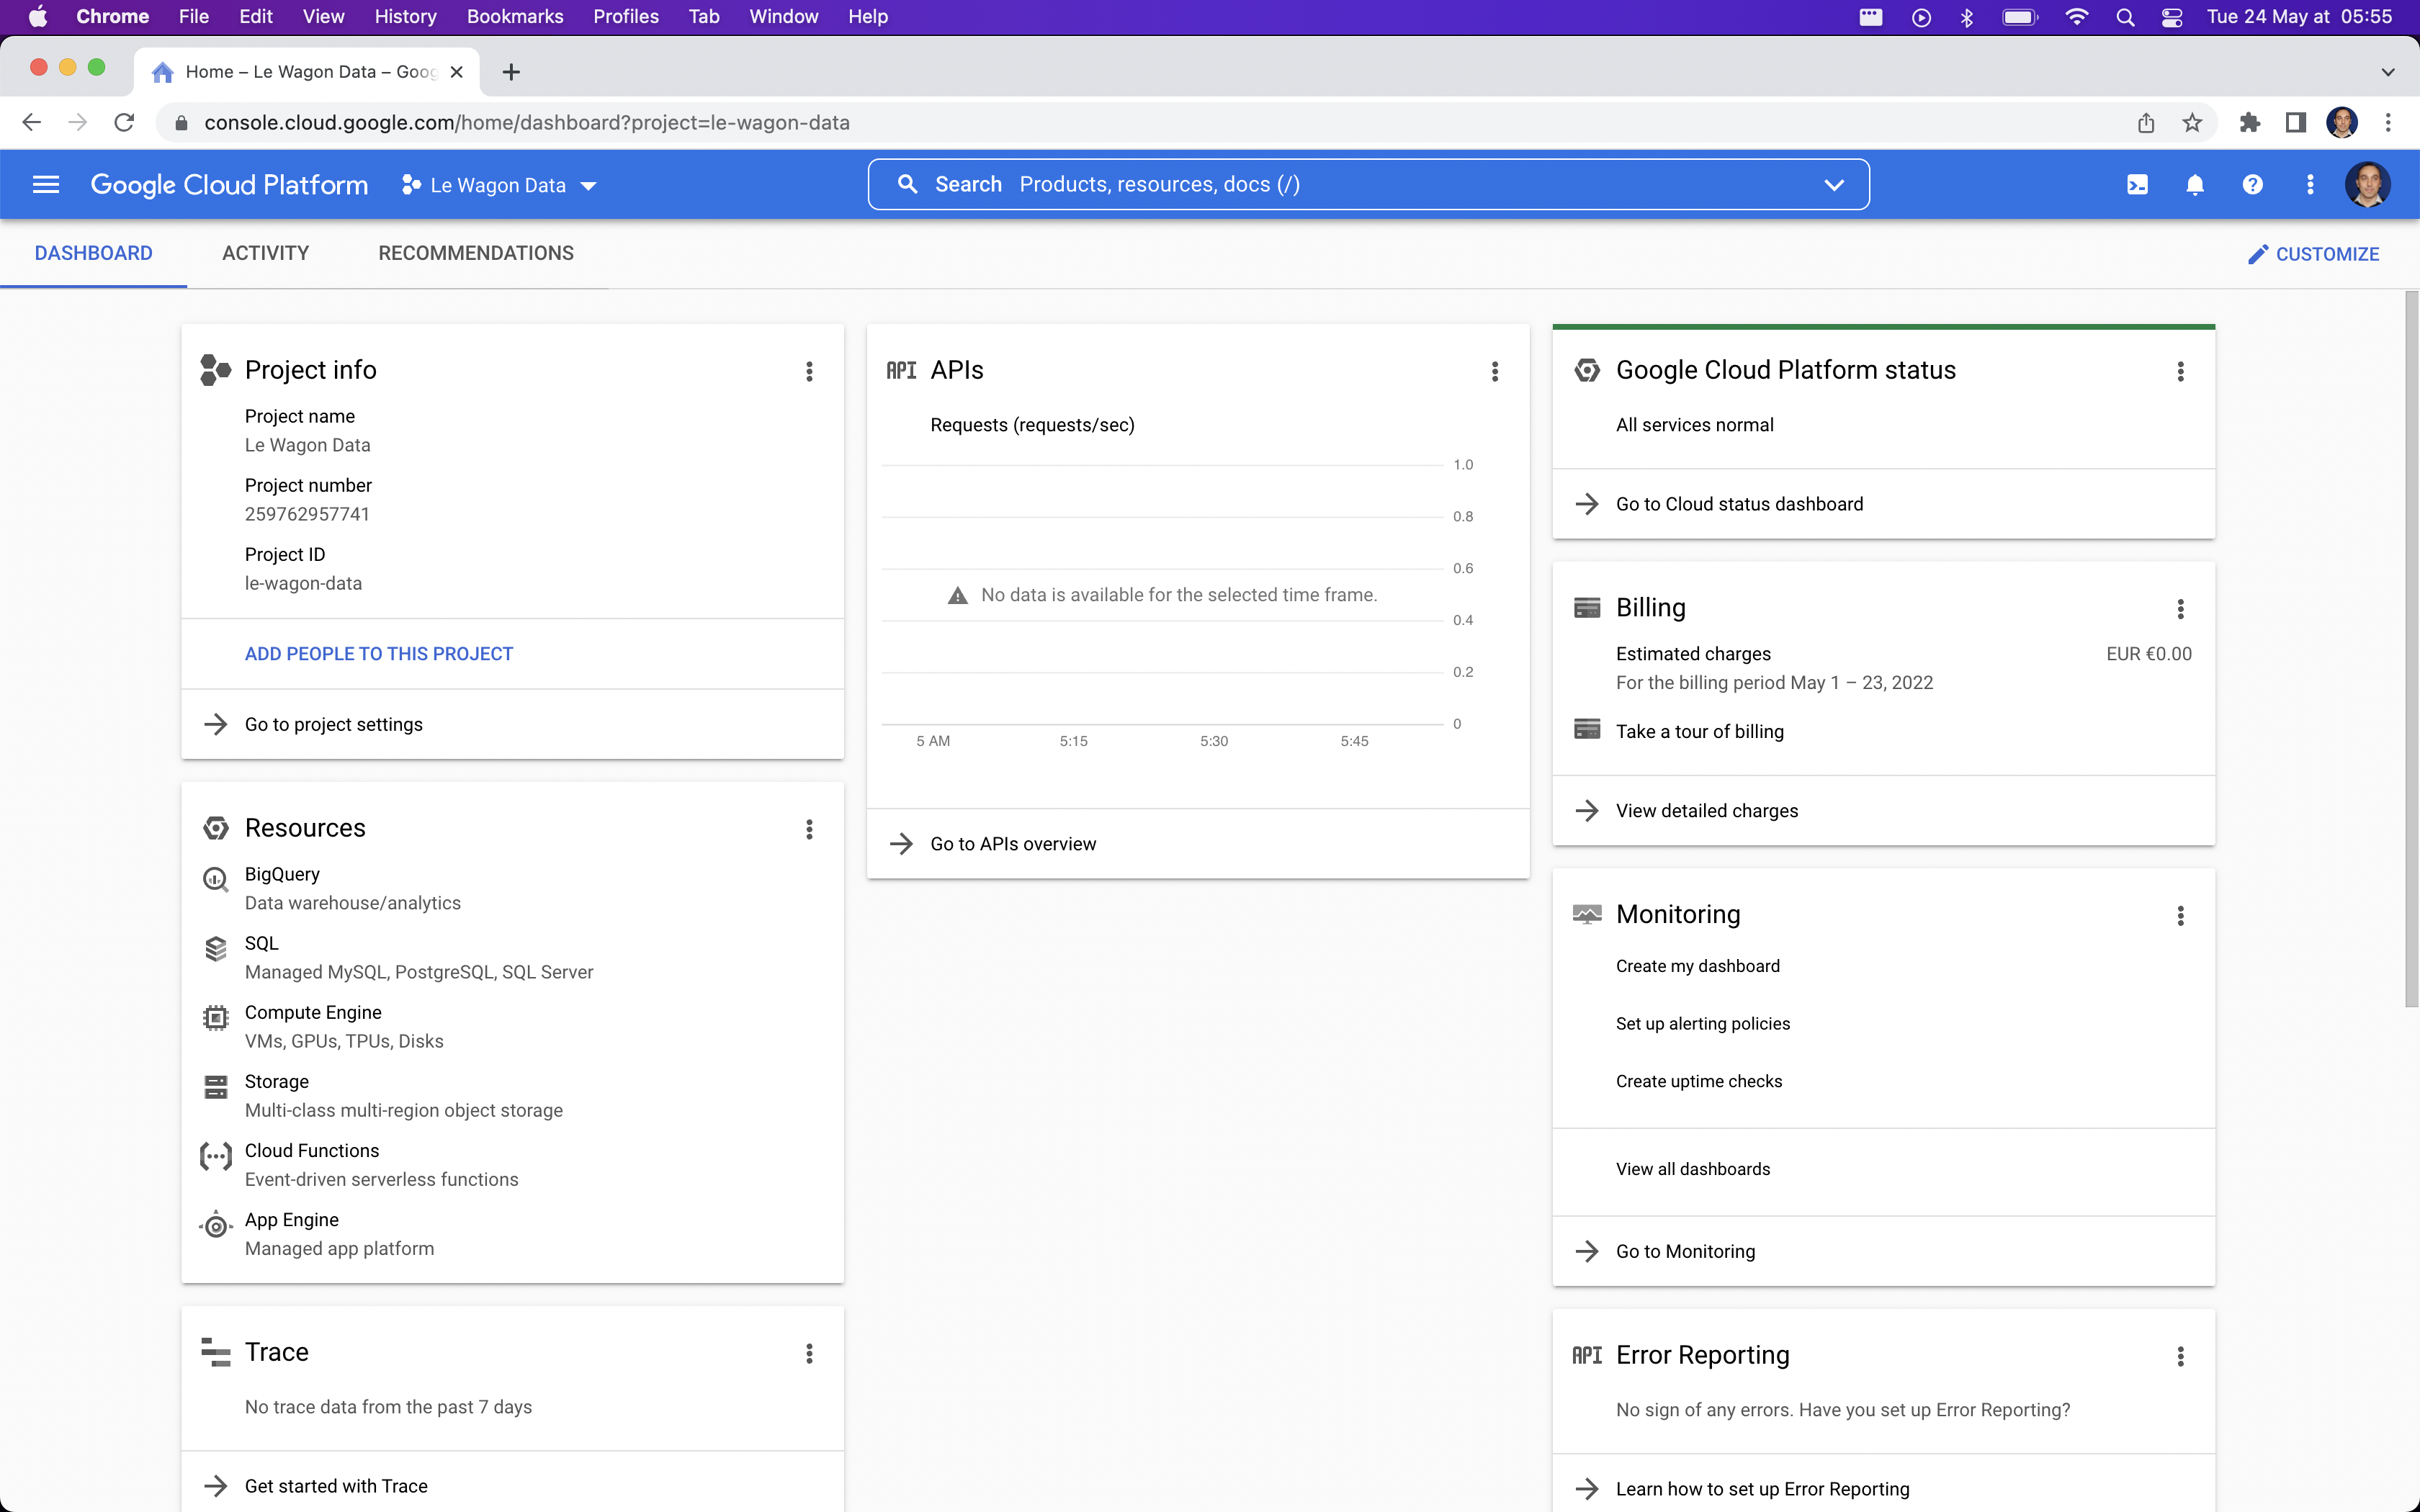 Chrome File Edit View History Bookmarks Profiles Tab Window Help Tue 24 May at 05:55
Home – Le Wagon Data – Goog
console.cloud.google.com/home/dashboard?project=le-wagon-data
Google Cloud Platform Le Wagon Data Search Products, resources, docs (/)
DASHBOARD ACTIVITY RECOMMENDATIONS CUSTOMIZE
Project info
Project name
Le Wagon Data
Project number
259762957741
Project ID
le-wagon-data
ADD PEOPLE TO THIS PROJECT
Go to project settings
Resources
BigQuery
Data warehouse/analytics
SQL
Managed MySQL, PostgreSQL, SQL Server
Compute Engine
VMs, GPUs, TPUs, Disks
Storage
Multi-class multi-region object storage
Cloud Functions
Event-driven serverless functions
App Engine
Managed app platform
Trace
No trace data from the past 7 days
Get started with Trace
API APIs
Requests (requests/sec)
1.0
0.8
0.6
No data is available for the selected time frame.
0.4
0.2
0
5 AM 5:15 5:30 5:45
Go to APIs overview
Google Cloud Platform status
All services normal
Go to Cloud status dashboard
Billing
Estimated charges EUR €0.00
For the billing period May 1 – 23, 2022
Take a tour of billing
View detailed charges
Monitoring
Create my dashboard
Set up alerting policies
Create uptime checks
View all dashboards
Go to Monitoring
API Error Reporting
No sign of any errors. Have you set up Error Reporting?
Learn how to set up Error Reporting